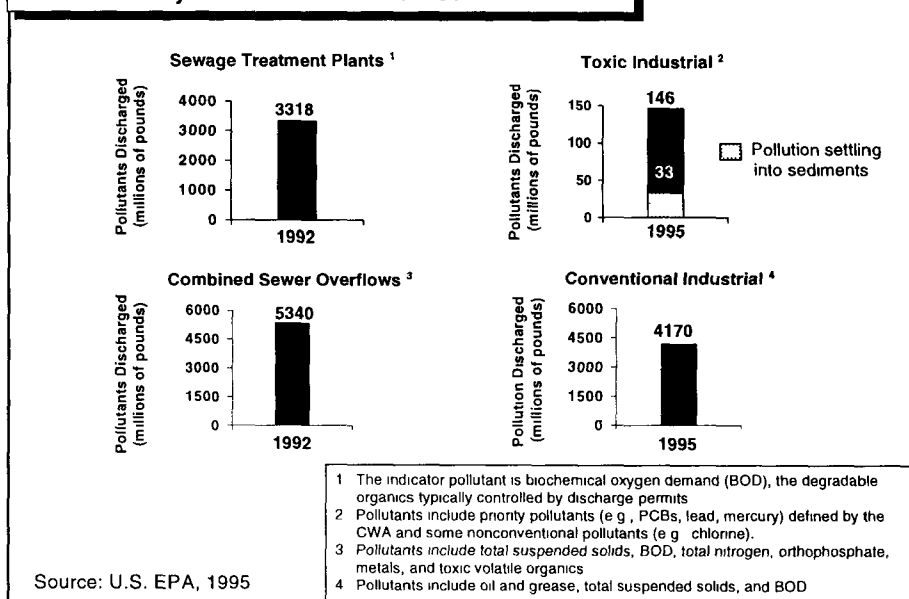 Sewage Treatment Plants 1
Pollutants Discharged
(millions of pounds)
4000
3000
2000
1000
0
3318
1992
Toxic Industrial 2
Pollutants Discharged
(millions of pounds)
150
100
50
0
146
33
1995
Pollution settling
into sediments
Combined Sewer Overflows 3
Pollutants Discharged
(millions of pounds)
6000
4500
3000
1500
0
5340
1992
Conventional Industrial 4
Pollution Discharged
(millions of pounds)
6000
4500
3000
1500
0
4170
1995
1 The indicator pollutant is biochemical oxygen demand (BOD), the degradable
organics typically controlled by discharge permits
2 Pollutants include priority pollutants (e g , PCBs, lead, mercury) defined by the
CWA and some nonconventional pollutants (e g chlorine).
3 Pollutants include total suspended solids, BOD, total nitrogen, orthophosphate,
metals, and toxic volatile organics
4 Pollutants include oil and grease, total suspended solids, and BOD
Source: U.S. EPA, 1995